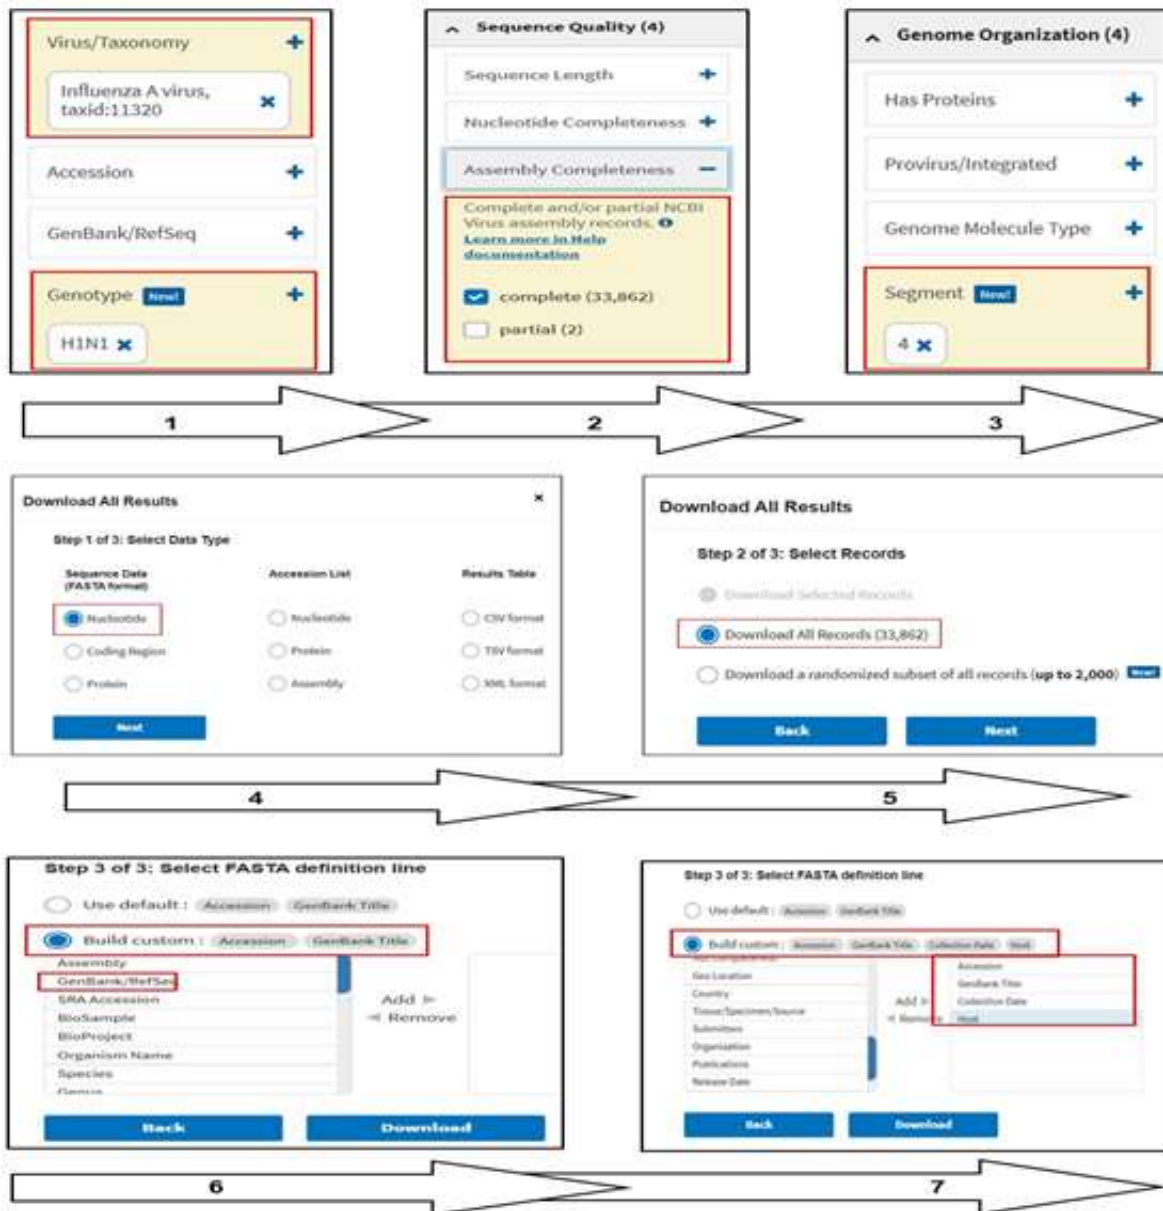 Virus/Taxonomy
Influenza A virus,
taxid:11320
Accession
GenBank/RefSeq
Genotype New!
H1N1
Sequence Quality (4)
Sequence Length
Nucleotide Completeness
Assembly Completeness
Complete and/or partial NCBI
Virus assembly records.
Learn more in Help
documentation
complete (33,862)
partial (2)
Genome Organization (4)
Has Proteins
Provirus/Integrated
Genome Molecule Type
Segment New!
4
1
2
3
Download All Results
Step 1 of 3: Select Data Type
Sequence Data
(FASTA format)
Nucleotide
Coding Region
Protein
Accession List
Nucleotide
Protein
Assembly
Results Table
CSV format
TSV format
XML format
Next
Download All Results
Step 2 of 3: Select Records
Download Selected Records
Download All Records (33,862)
Download a randomized subset of all records (up to 2,000) New!
Back Next
4
5
Step 3 of 3: Select FASTA definition line
Use default : Accession GenBank Title
Build custom : Accession GenBank Title
Assembly
GenBank/RefSeq
SRA Accession
BioSample
BioProject
Organism Name
Species
Genus
Add
Remove
Back Download
Step 3 of 3: Select FASTA definition line
Use default : Accession GenBank Title
Build custom : Accession GenBank Title Collection Date Host
Geo Location
Country
Tissue/Specimen/Source
Submitters
Organization
Publications
Release Date
Add
Remove
Accession
GenBank Title
Collection Date
Host
Back Download
6
7